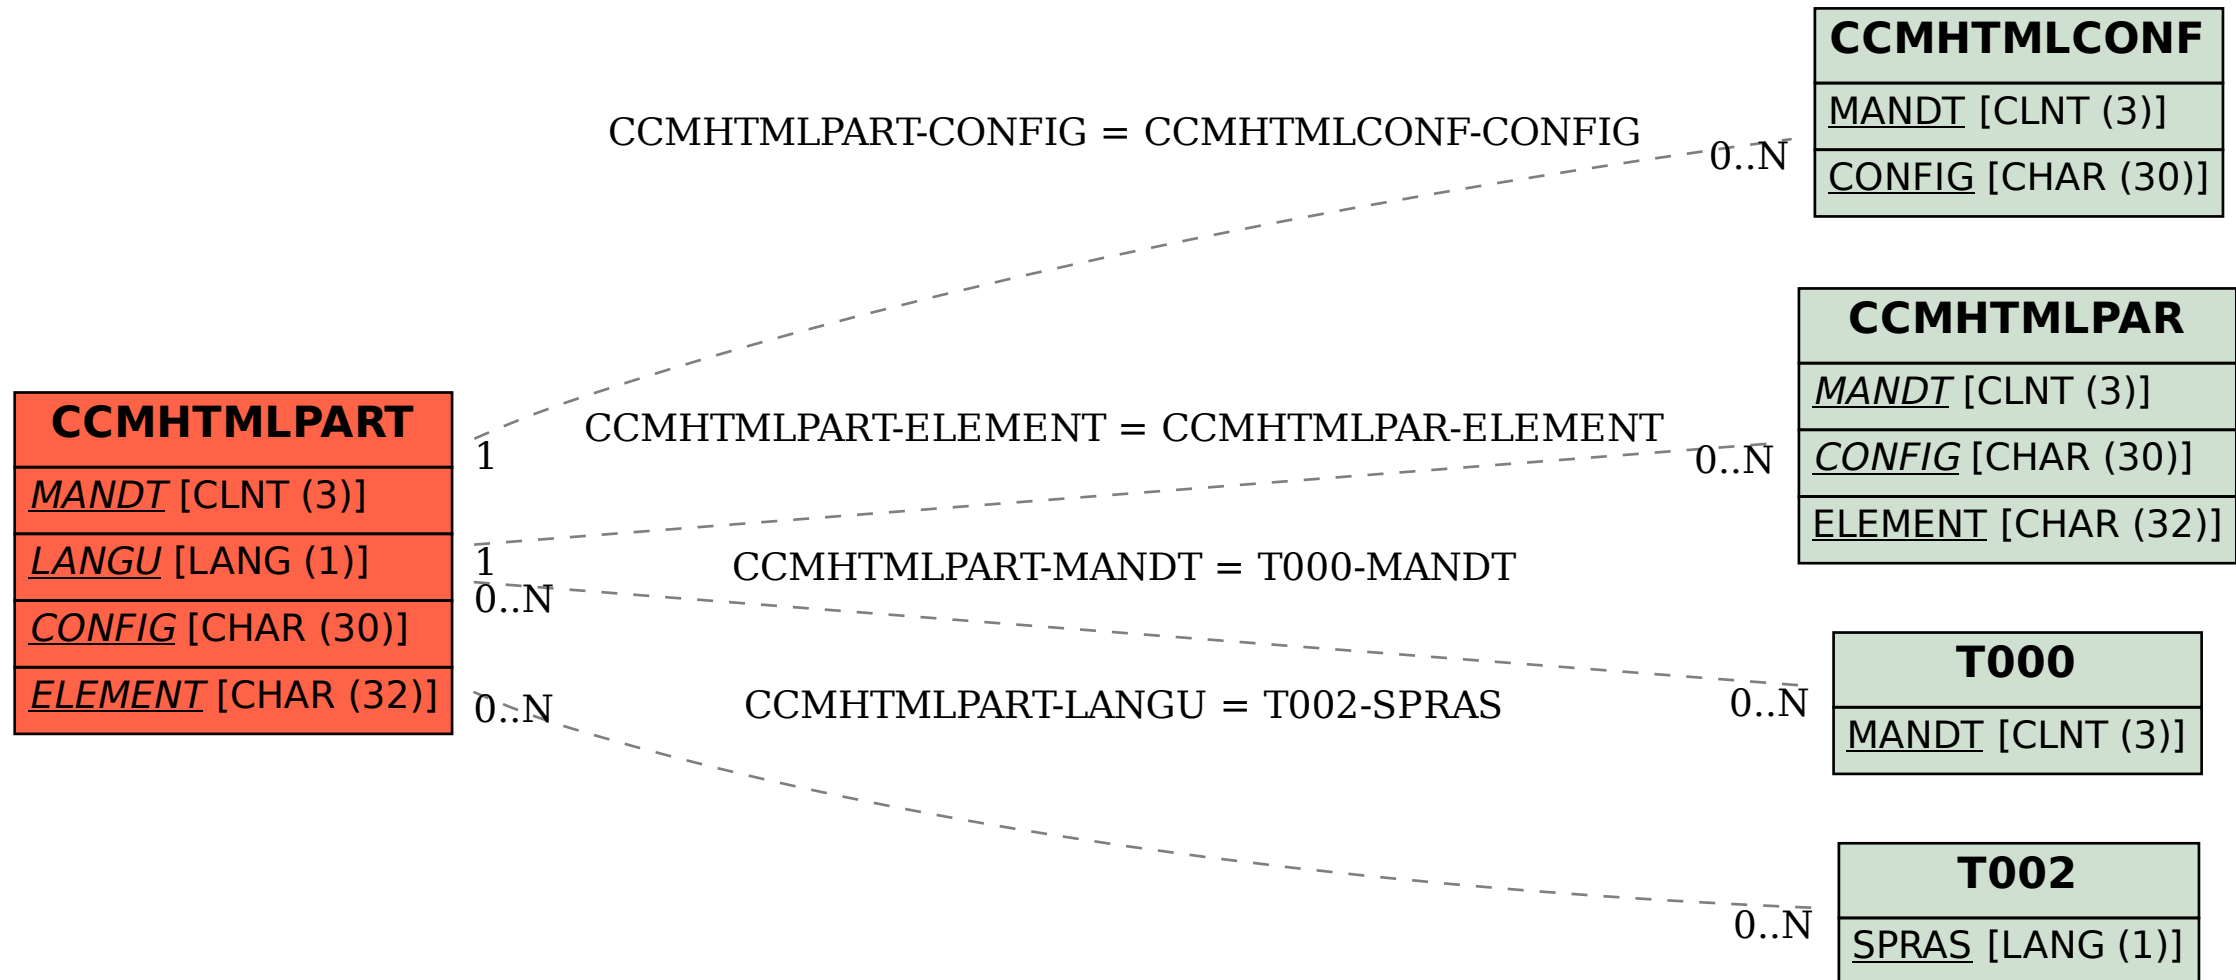 CCMHTMLCONF
MANDT [CLNT (3)]
CONFIG [CHAR (30)]
CCMHTMLPART-CONFIG = CCMHTMLCONF-CONFIG
0..N
1
CCMHTMLPAR
MANDT [CLNT (3)]
CONFIG [CHAR (30)]
ELEMENT [CHAR (32)]
CCMHTMLPART-ELEMENT = CCMHTMLPAR-ELEMENT
0..N
1
CCMHTMLPART
MANDT [CLNT (3)]
LANGU [LANG (1)]
CONFIG [CHAR (30)]
ELEMENT [CHAR (32)]
CCMHTMLPART-MANDT = T000-MANDT
0..N
0..N
T000
MANDT [CLNT (3)]
CCMHTMLPART-LANGU = T002-SPRAS
0..N
0..N
T002
SPRAS [LANG (1)]